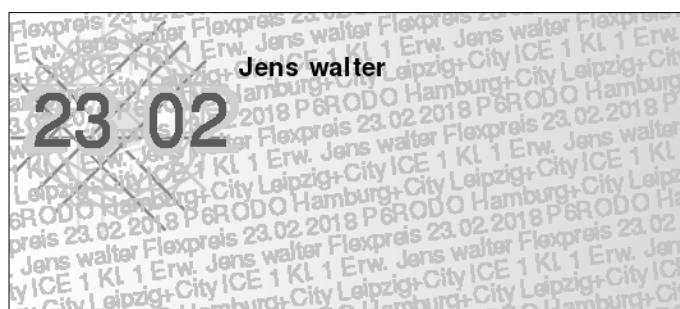 Flexpreis 23.02.2018 P6RODO Hamburg+City Leipzig+City ICE 1 Kl. 1 Erw. Jens walter
Jens walter
23 02